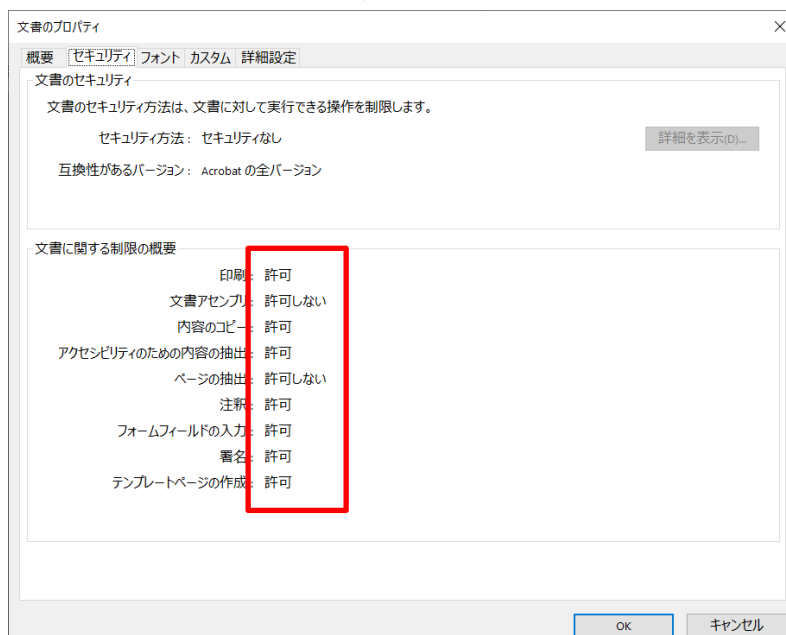 文書のプロパティ
概要 セキュリティ フォント カスタム 詳細設定
文書のセキュリティ
文書のセキュリティ方法は、文書に対して実行できる操作を制限します。
セキュリティ方法： セキュリティなし
詳細を表示(D)...
互換性があるバージョン： Acrobat の全バージョン
文書に関する制限の概要
印刷： 許可
文書アセンブリ： 許可しない
内容のコピー： 許可
アクセシビリティのための内容の抽出： 許可
ページの抽出： 許可しない
注釈： 許可
フォームフィールドの入力： 許可
署名： 許可
テンプレートページの作成： 許可
OK キャンセル